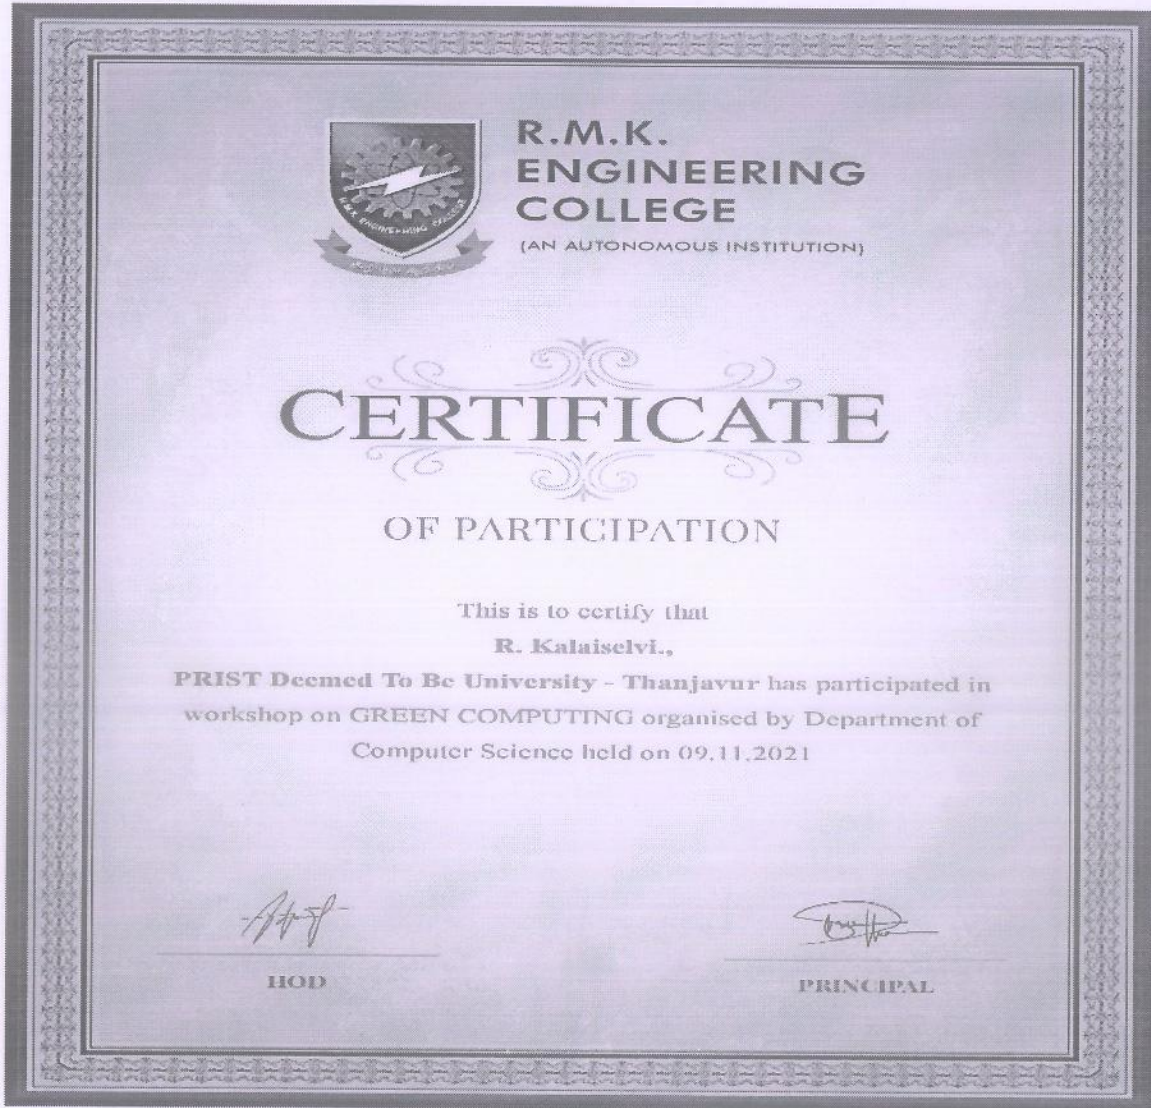 R.M.K.
ENGINEERING
COLLEGE
(AN AUTONOMOUS INSTITUTION)
R.M.K. ENGINEERING COLLEGE
CERTIFICATE
OF PARTICIPATION
This is to certify that
R. Kalaiselvi.,
PRIST Deemed To Be University - Thanjavur has participated in
workshop on GREEN COMPUTING organised by Department of
Computer Science held on 09.11.2021
HOD
PRINCIPAL